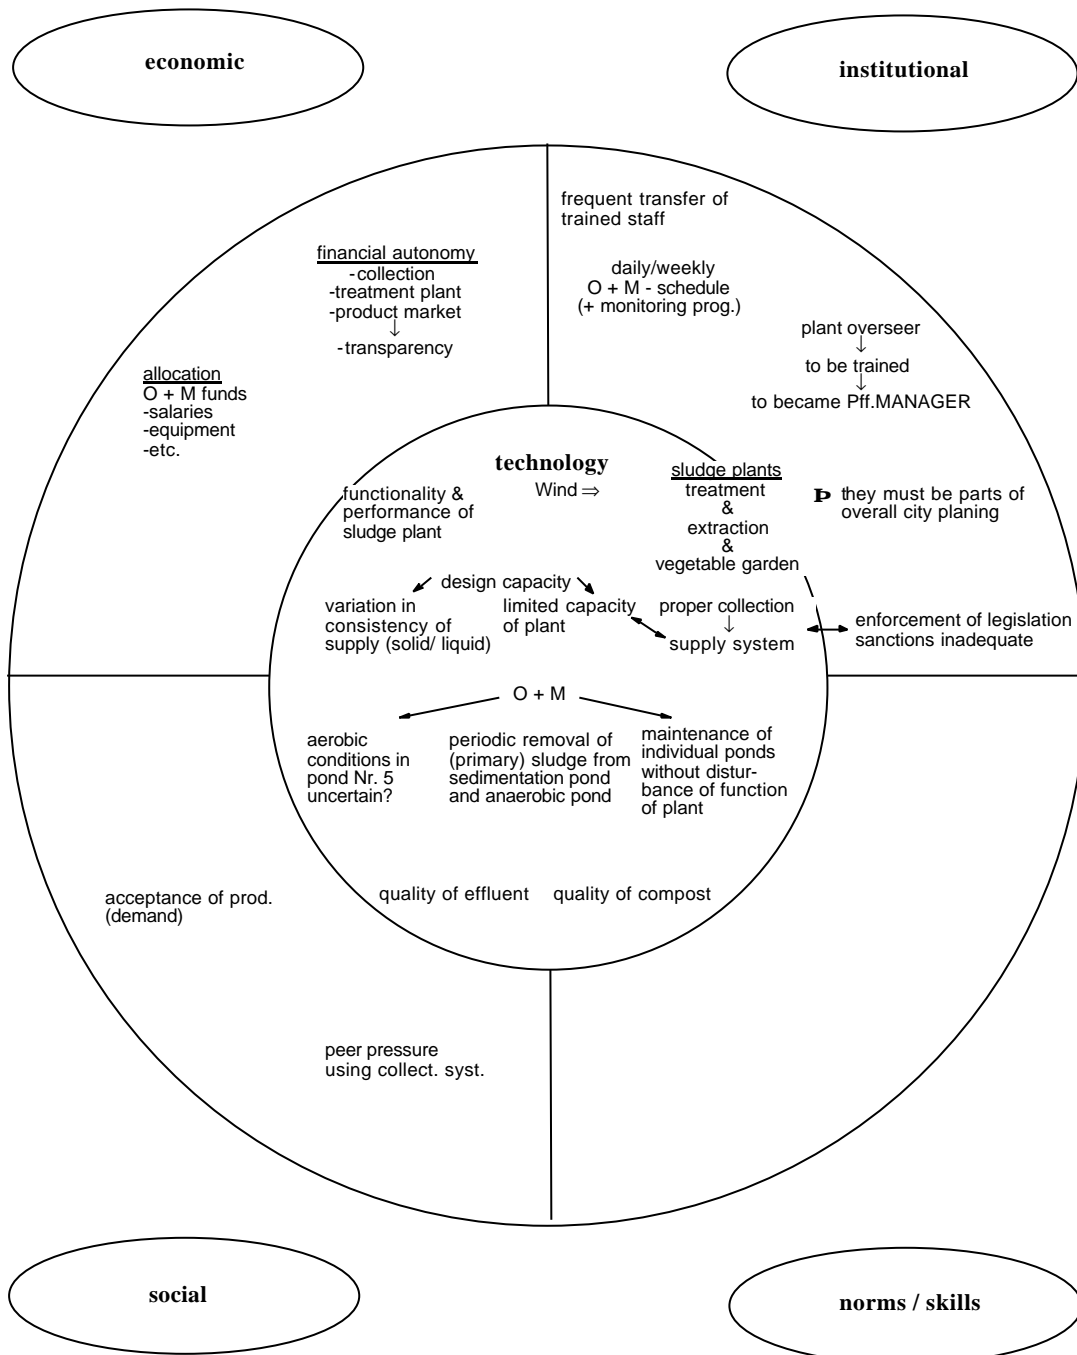 economic
institutional
frequent transfer of
trained staff
financial autonomy
-collection
-treatment plant
-product market
↓
-transparency
daily/weekly
O + M - schedule
(+ monitoring prog.)
plant overseer
↓
to be trained
↓
to became Pff.MANAGER
allocation
O + M funds
-salaries
-equipment
-etc.
technology
Wind ⇒
functionality &
performance of
sludge plant
sludge plants
treatment
&
extraction
&
vegetable garden
Þ they must be parts of
overall city planing
design capacity
variation in
consistency of
supply (solid/ liquid)
limited capacity
of plant
proper collection
↓
supply system
enforcement of legislation
sanctions inadequate
O + M
aerobic
conditions in
pond Nr. 5
uncertain?
periodic removal of
(primary) sludge from
sedimentation pond
and anaerobic pond
maintenance of
individual ponds
without distur-
bance of function
of plant
quality of effluent
quality of compost
acceptance of prod.
(demand)
peer pressure
using collect. syst.
social
norms / skills